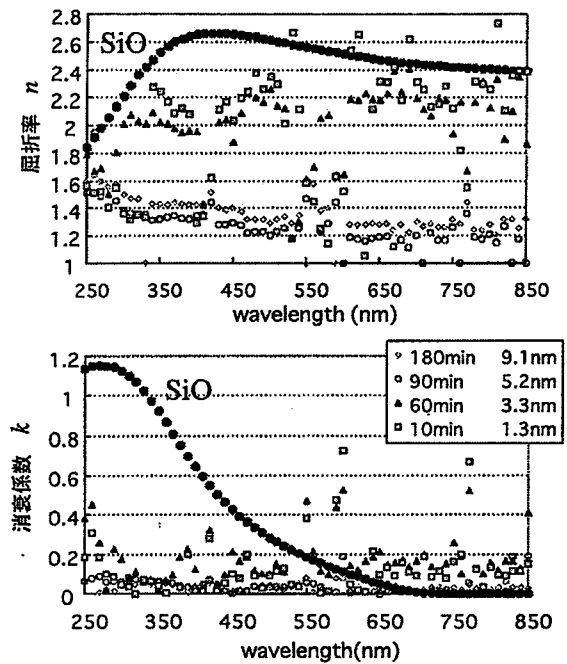 2.8
2.6
2.4
2.2
2
1.8
1.6
1.4
1.2
1
屈折率 n
SiO
250 350 450 550 650 750 850
wavelength (nm)
1.2
1
0.8
0.6
0.4
0.2
0
消衰係数 k
SiO
180min 9.1nm
90min 5.2nm
60min 3.3nm
10min 1.3nm
250 350 450 550 650 750 850
wavelength(nm)